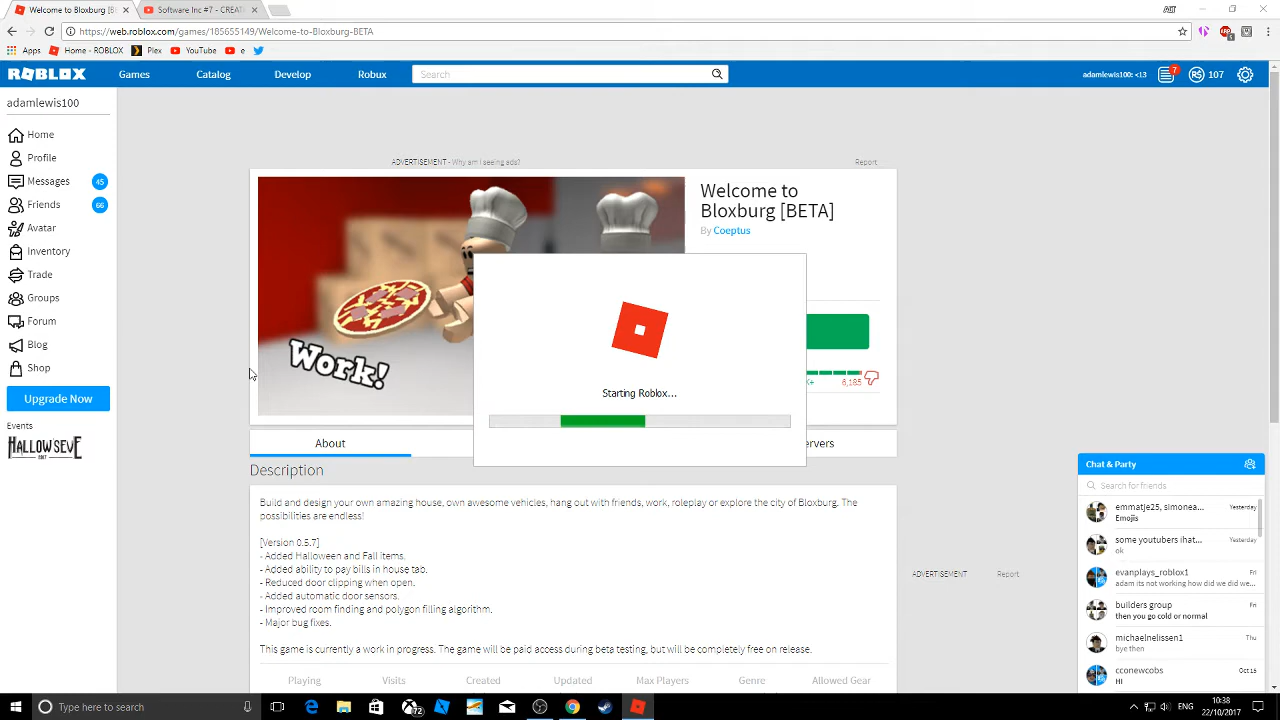 Welcome to Bloxburg [BE
Software Inc #7 - CREAT
https://web.roblox.com/games/185655149/Welcome-to-Bloxburg-BETA
Apps
Home - ROBLOX
Plex
YouTube
e
ROBLOX
Games
Catalog
Develop
Robux
Search
adamlewis100: <13
7
107
adamlewis100
Home
Profile
Messages
45
Friends
66
Avatar
Inventory
Trade
Groups
Forum
Blog
Shop
Upgrade Now
Events
HALLOW'S EVE
ADVERTISEMENT - Why am I seeing ads?
Report
Work!
Welcome to
Bloxburg [BETA]
By Coeptus
K+
8,185
Starting Roblox...
About
ervers
Description
Build and design your own amazing house, own awesome vehicles, hang out with friends, work, roleplay or explore the city of Bloxburg. The
possibilities are endless!
[Version 0.5.7]
- Added Halloween and Fall items.
- Added ability to pay bills in house tab.
- Reduced door clipping when open.
- Added automatic door sensors.
- Improved room finding and polygon filling algorithm.
- Major bug fixes.
This game is currently a work in progress. The game will be paid access during beta testing, but will be completely free on release.
Playing
Visits
Created
Updated
Max Players
Genre
Allowed Gear
ADVERTISEMENT
Report
Chat & Party
Search for friends
emmatje25, simonea...
Yesterday
Emojis
some youtubers ihat...
Yesterday
ok
evanplays_roblox1
Fri
adam its not working how did we did we...
builders group
Fri
then you go cold or normal
michaelnelissen1
Thu
bye then
cconewcobs
Oct 16
HI
Type here to search
72
ENG
10:38
22/10/2017